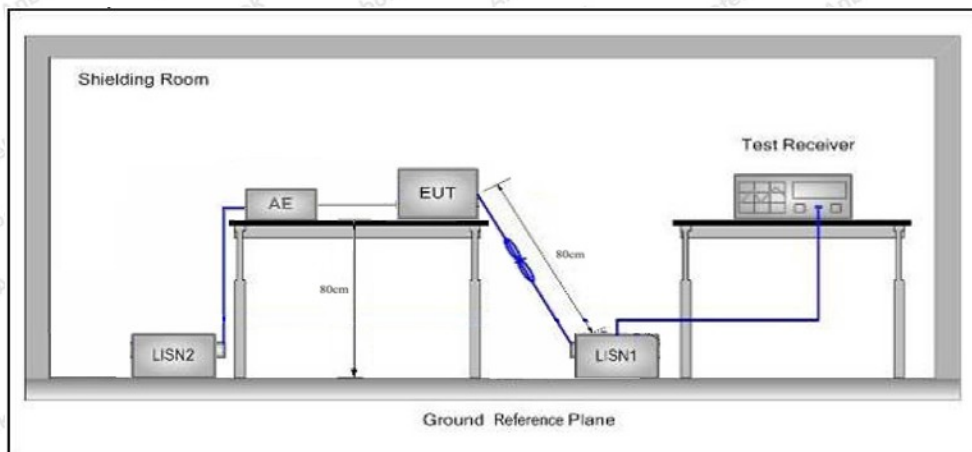 Shielding Room
Test Receiver
AE
EUT
80cm
80cm
LISN2
LISN1
Ground Reference Plane